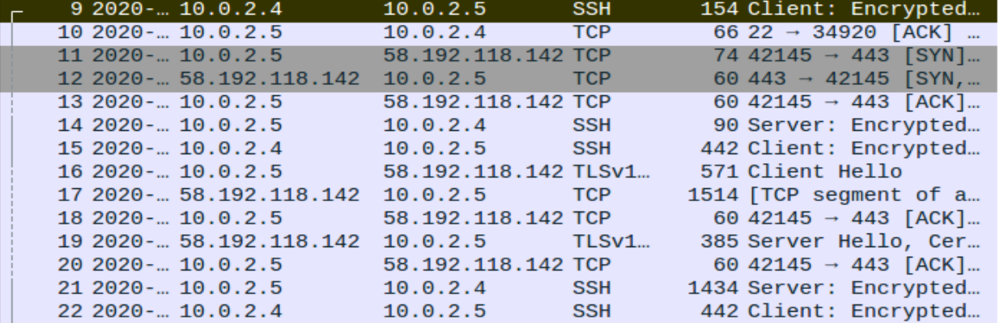 9 2020-… 10.0.2.4 10.0.2.5 SSH 154 Client: Encrypted…
10 2020-… 10.0.2.5 10.0.2.4 TCP 66 22 → 34920 [ACK] …
11 2020-… 10.0.2.5 58.192.118.142 TCP 74 42145 → 443 [SYN]…
12 2020-… 58.192.118.142 10.0.2.5 TCP 60 443 → 42145 [SYN,…
13 2020-… 10.0.2.5 58.192.118.142 TCP 60 42145 → 443 [ACK]…
14 2020-… 10.0.2.5 10.0.2.4 SSH 90 Server: Encrypted…
15 2020-… 10.0.2.4 10.0.2.5 SSH 442 Client: Encrypted…
16 2020-… 10.0.2.5 58.192.118.142 TLSv1… 571 Client Hello
17 2020-… 58.192.118.142 10.0.2.5 TCP 1514 [TCP segment of a…
18 2020-… 10.0.2.5 58.192.118.142 TCP 60 42145 → 443 [ACK]…
19 2020-… 58.192.118.142 10.0.2.5 TLSv1… 385 Server Hello, Cer…
20 2020-… 10.0.2.5 58.192.118.142 TCP 60 42145 → 443 [ACK]…
21 2020-… 10.0.2.5 10.0.2.4 SSH 1434 Server: Encrypted…
22 2020-… 10.0.2.4 10.0.2.5 SSH 442 Client: Encrypted…